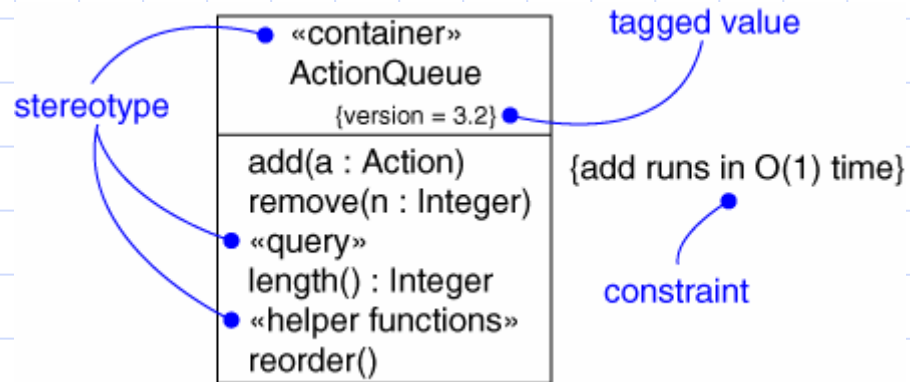 tagged value
«container»
ActionQueue
{version = 3.2}
stereotype
add(a : Action)
remove(n : Integer)
«query»
length() : Integer
«helper functions»
reorder()
{add runs in O(1) time}
constraint